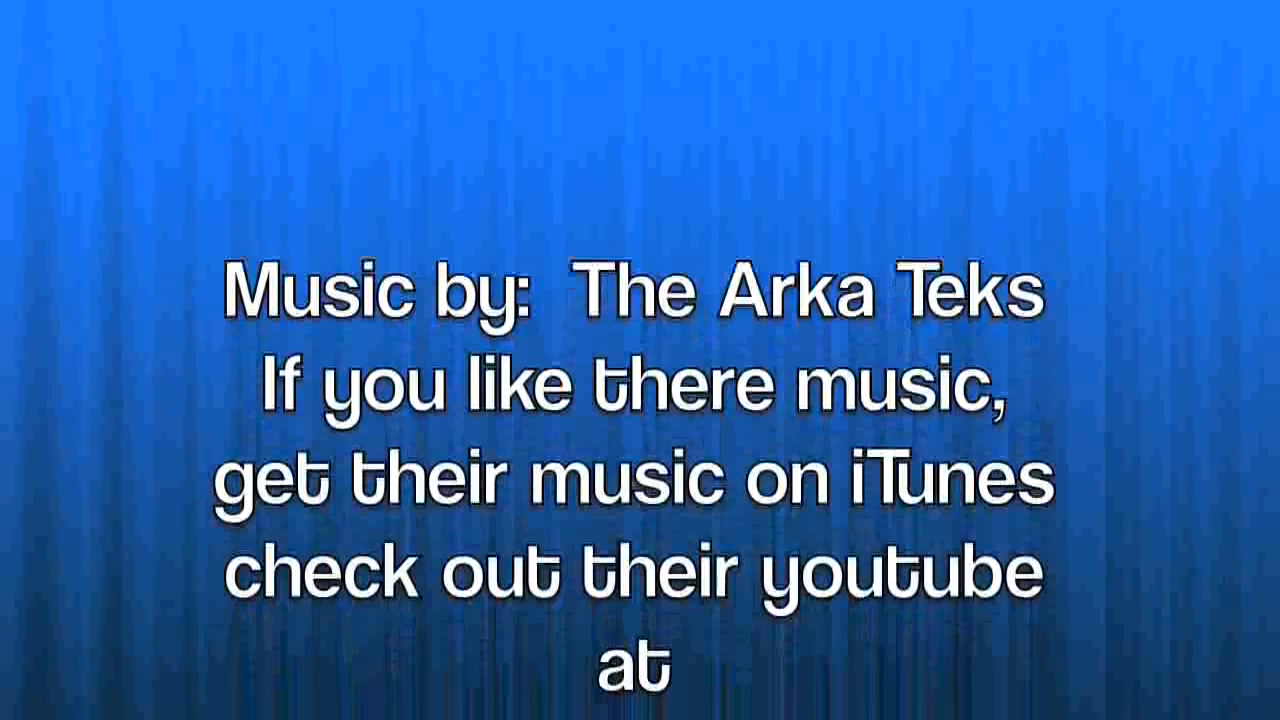 Music by:  The Arka Teks
If you like there music,
get their music on iTunes
check out their youtube
at